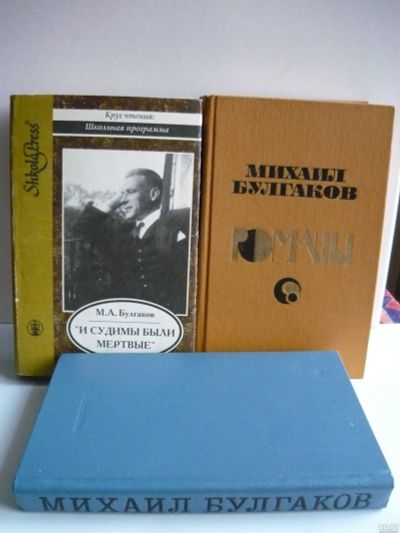 Круг чтения:
Школьная программа
ShkolaPress
М.А. Булгаков
"И СУДИМЫ БЫЛИ
МЕРТВЫЕ"
МИХАИЛ
БУЛГАКОВ
РОМАНЫ
МИХАИЛ БУЛГАКОВ